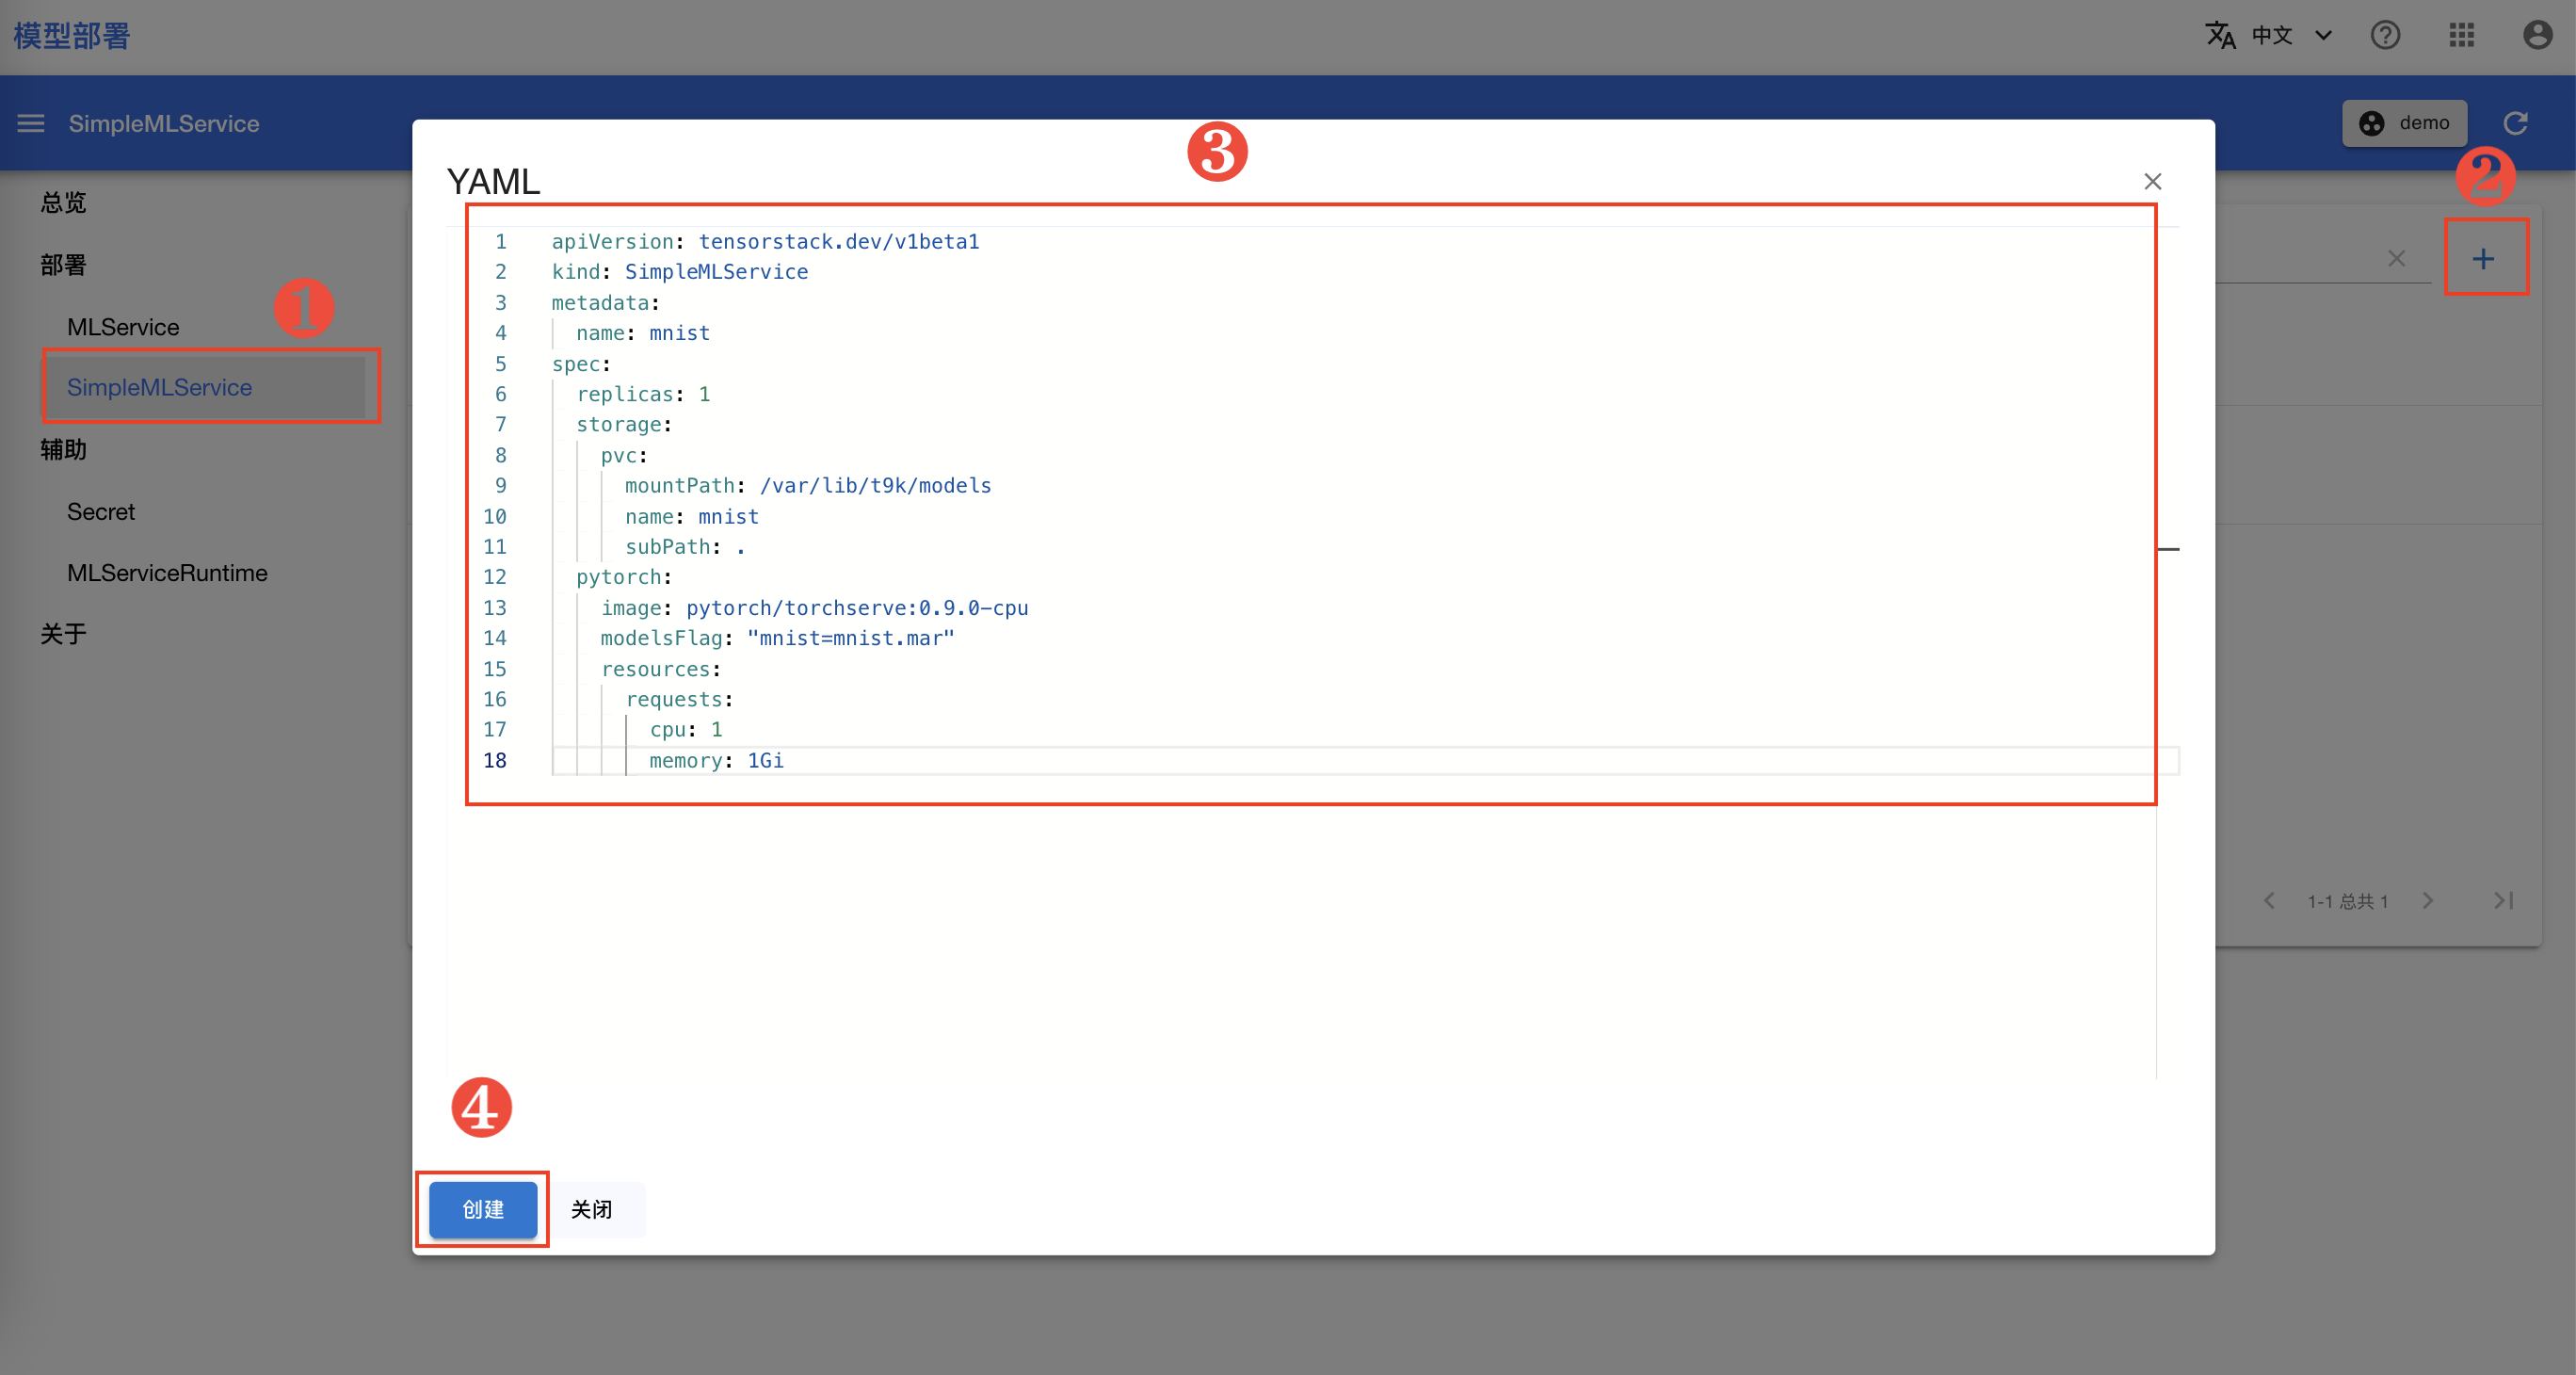 模型部署
中文
SimpleMLService
demo
总览
部署
MLService
SimpleMLService
辅助
Secret
MLServiceRuntime
关于
1
2
3
YAML
1 apiVersion: tensorstack.dev/v1beta1
2 kind: SimpleMLService
3 metadata:
4   name: mnist
5 spec:
6   replicas: 1
7   storage:
8     pvc:
9       mountPath: /var/lib/t9k/models
10       name: mnist
11       subPath: .
12   pytorch:
13     image: pytorch/torchserve:0.9.0-cpu
14     modelsFlag: "mnist=mnist.mar"
15     resources:
16       requests:
17         cpu: 1
18         memory: 1Gi
1-1 总共 1
4
创建
关闭